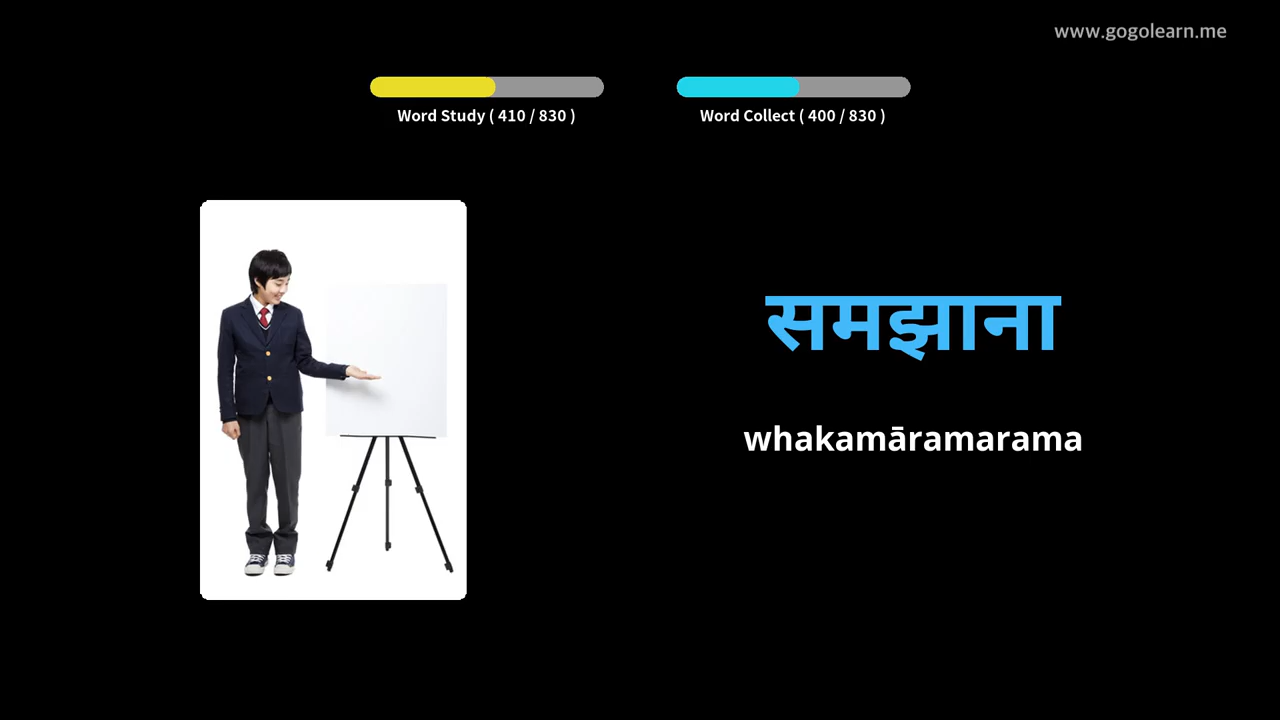 www.gogolearn.me
Word Study ( 410 / 830 )
Word Collect ( 400 / 830 )
समझाना
whakamāramarama